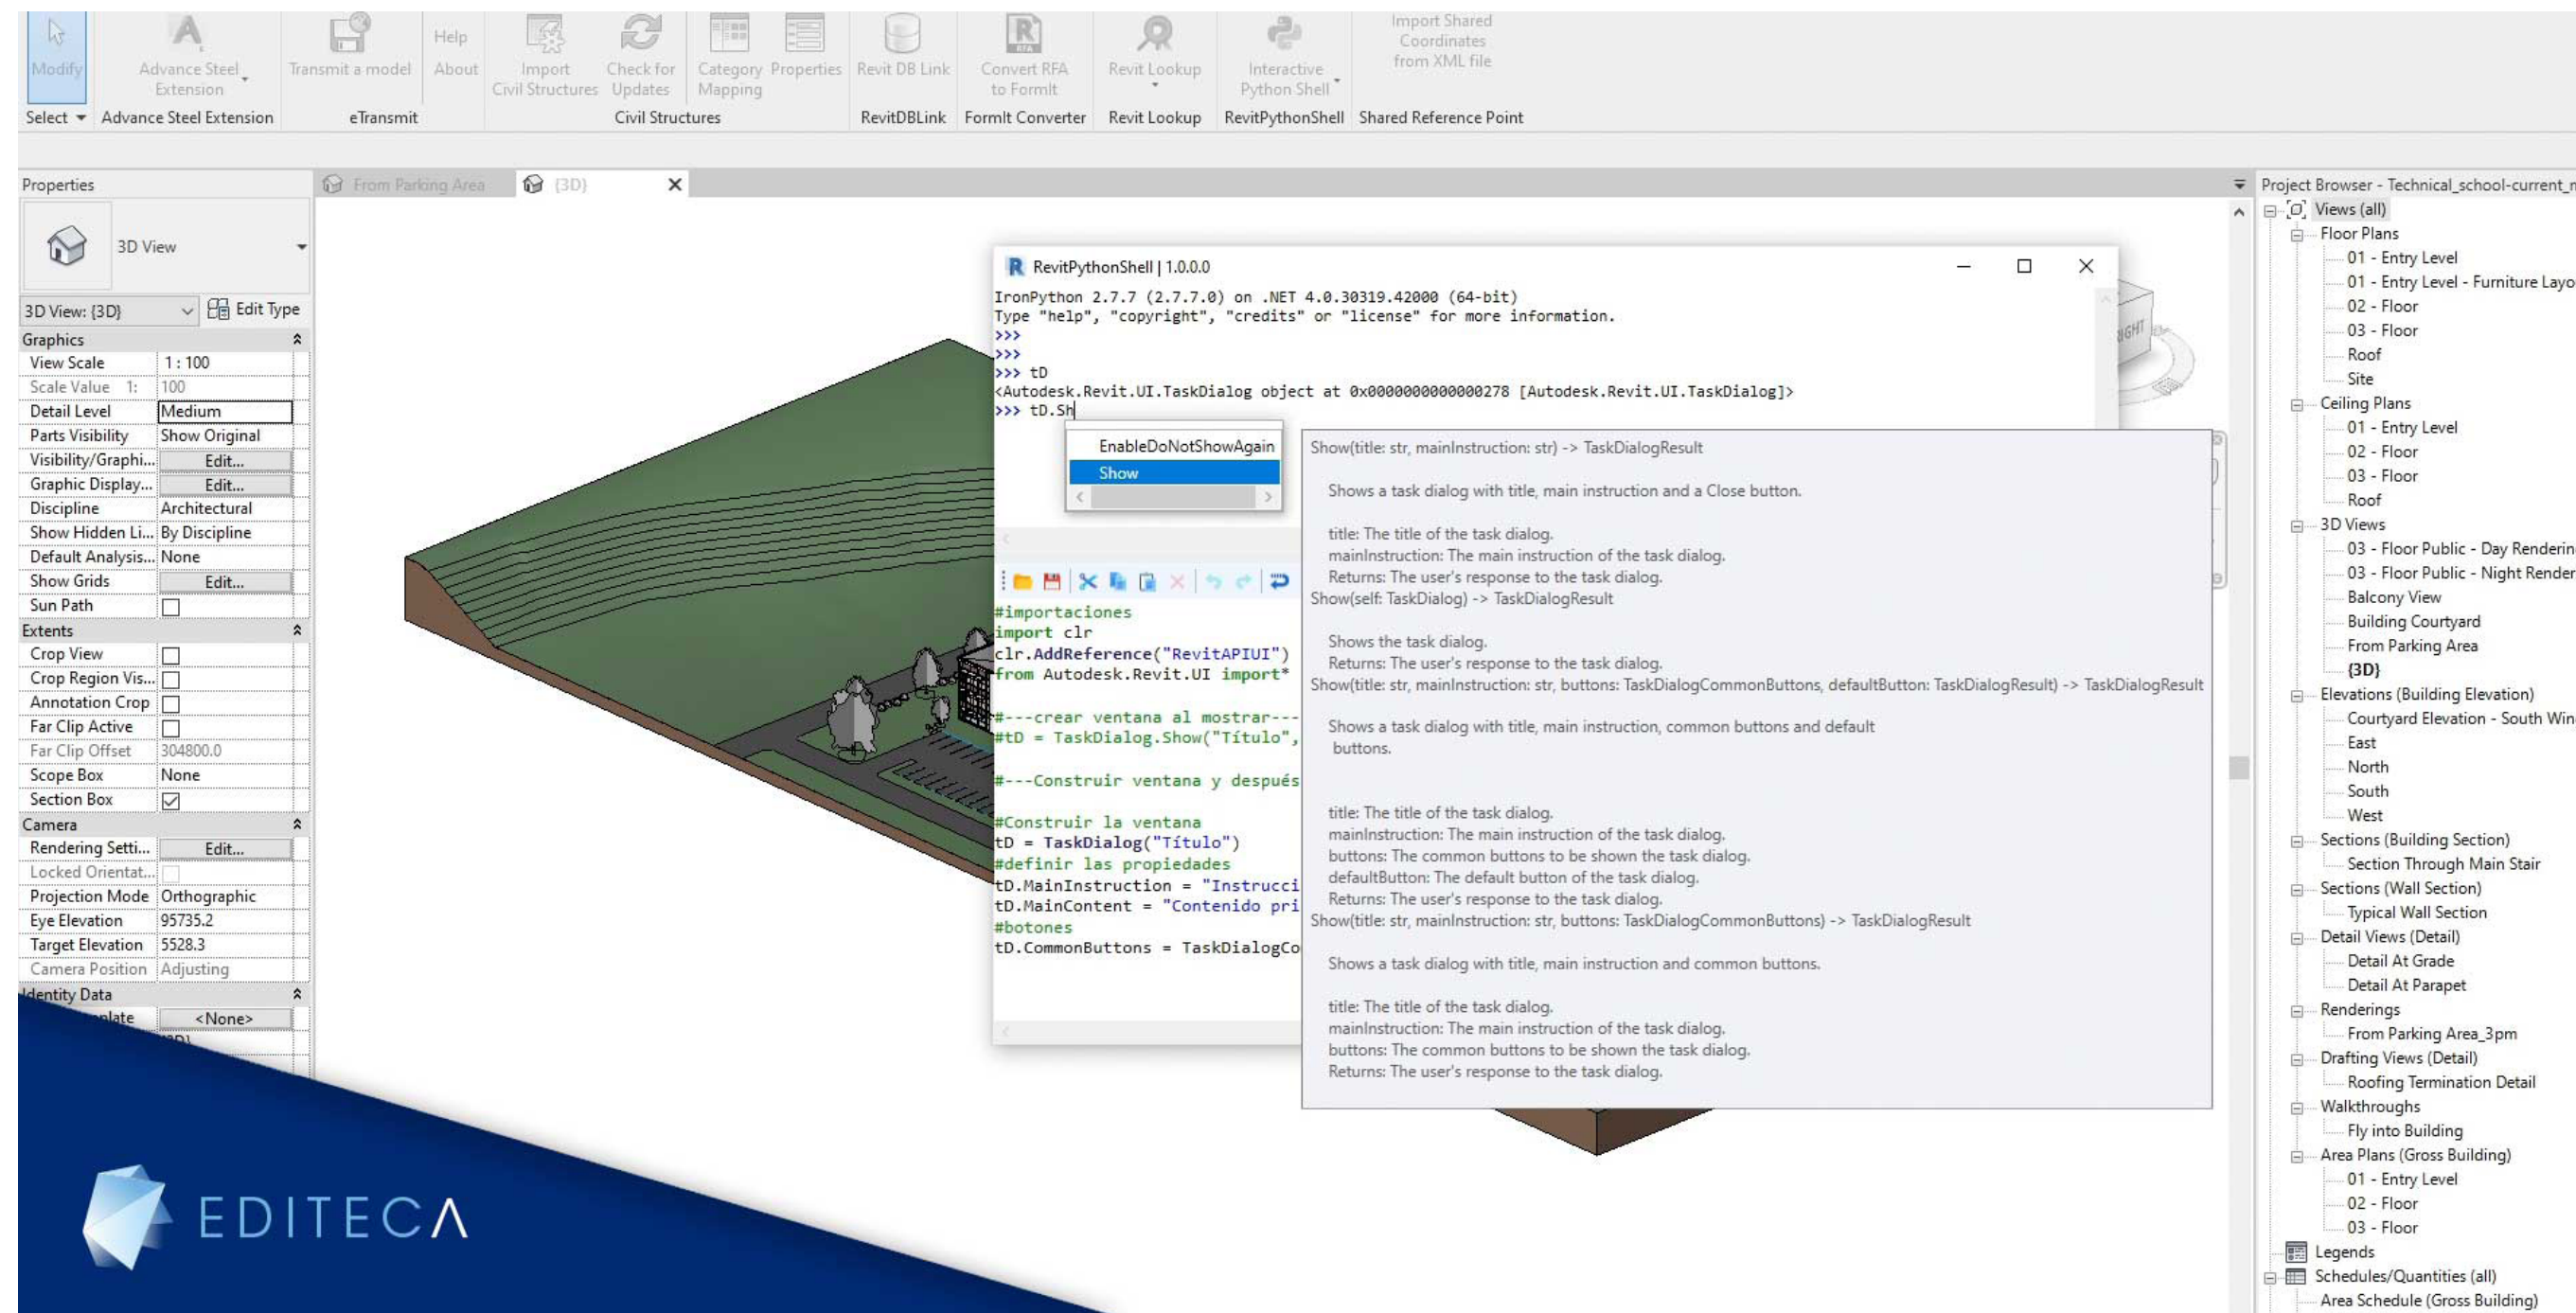 Modify
Advance Steel
Extension
Transmit a model
Help
About
Import
Civil Structures
Check for
Updates
Category
Mapping
Properties
Revit DB Link
Convert RFA
to FormIt
Revit Lookup
Interactive
Python Shell
Import Shared
Coordinates
from XML file
Select
Advance Steel Extension
eTransmit
Civil Structures
RevitDBLink
FormIt Converter
Revit Lookup
RevitPythonShell
Shared Reference Point
Properties
3D View
3D View: {3D}
Edit Type
Graphics
View Scale 1 : 100
Scale Value 1: 100
Detail Level Medium
Parts Visibility Show Original
Visibility/Graphi... Edit...
Graphic Display... Edit...
Discipline Architectural
Show Hidden Li... By Discipline
Default Analysis... None
Show Grids Edit...
Sun Path
Extents
Crop View
Crop Region Vis...
Annotation Crop
Far Clip Active
Far Clip Offset 304800.0
Scope Box None
Section Box
Camera
Rendering Setti... Edit...
Locked Orientat...
Projection Mode Orthographic
Eye Elevation 95735.2
Target Elevation 5528.3
Camera Position Adjusting
Identity Data
<None>
EDITECA
From Parking Area
{3D}
RevitPythonShell | 1.0.0.0
IronPython 2.7.7 (2.7.7.0) on .NET 4.0.30319.42000 (64-bit)
Type "help", "copyright", "credits" or "license" for more information.
>>>
>>>
>>> tD
<Autodesk.Revit.UI.TaskDialog object at 0x0000000000000278 [Autodesk.Revit.UI.TaskDialog]>
>>> tD.Sh
EnableDoNotShowAgain
Show
#importaciones
import clr
clr.AddReference("RevitAPIUI")
from Autodesk.Revit.UI import*
#---crear ventana al mostrar---
#tD = TaskDialog.Show("Título",
#---Construir ventana y después
#Construir la ventana
tD = TaskDialog("Título")
#definir las propiedades
tD.MainInstruction = "Instrucci
tD.MainContent = "Contenido pri
#botones
tD.CommonButtons = TaskDialogCo
Show(title: str, mainInstruction: str) -> TaskDialogResult
Shows a task dialog with title, main instruction and a Close button.
title: The title of the task dialog.
mainInstruction: The main instruction of the task dialog.
Returns: The user's response to the task dialog.
Show(self: TaskDialog) -> TaskDialogResult
Shows the task dialog.
Returns: The user's response to the task dialog.
Show(title: str, mainInstruction: str, buttons: TaskDialogCommonButtons, defaultButton: TaskDialogResult) -> TaskDialogResult
Shows a task dialog with title, main instruction, common buttons and default
buttons.
title: The title of the task dialog.
mainInstruction: The main instruction of the task dialog.
buttons: The common buttons to be shown the task dialog.
defaultButton: The default button of the task dialog.
Returns: The user's response to the task dialog.
Show(title: str, mainInstruction: str, buttons: TaskDialogCommonButtons) -> TaskDialogResult
Shows a task dialog with title, main instruction and common buttons.
title: The title of the task dialog.
mainInstruction: The main instruction of the task dialog.
buttons: The common buttons to be shown the task dialog.
Returns: The user's response to the task dialog.
Project Browser - Technical_school-current_m
Views (all)
Floor Plans
01 - Entry Level
01 - Entry Level - Furniture Layo
02 - Floor
03 - Floor
Roof
Site
Ceiling Plans
01 - Entry Level
02 - Floor
03 - Floor
Roof
3D Views
03 - Floor Public - Day Renderin
03 - Floor Public - Night Render
Balcony View
Building Courtyard
From Parking Area
{3D}
Elevations (Building Elevation)
Courtyard Elevation - South Win
East
North
South
West
Sections (Building Section)
Section Through Main Stair
Sections (Wall Section)
Typical Wall Section
Detail Views (Detail)
Detail At Grade
Detail At Parapet
Renderings
From Parking Area_3pm
Drafting Views (Detail)
Roofing Termination Detail
Walkthroughs
Fly into Building
Area Plans (Gross Building)
01 - Entry Level
02 - Floor
03 - Floor
Legends
Schedules/Quantities (all)
Area Schedule (Gross Building)